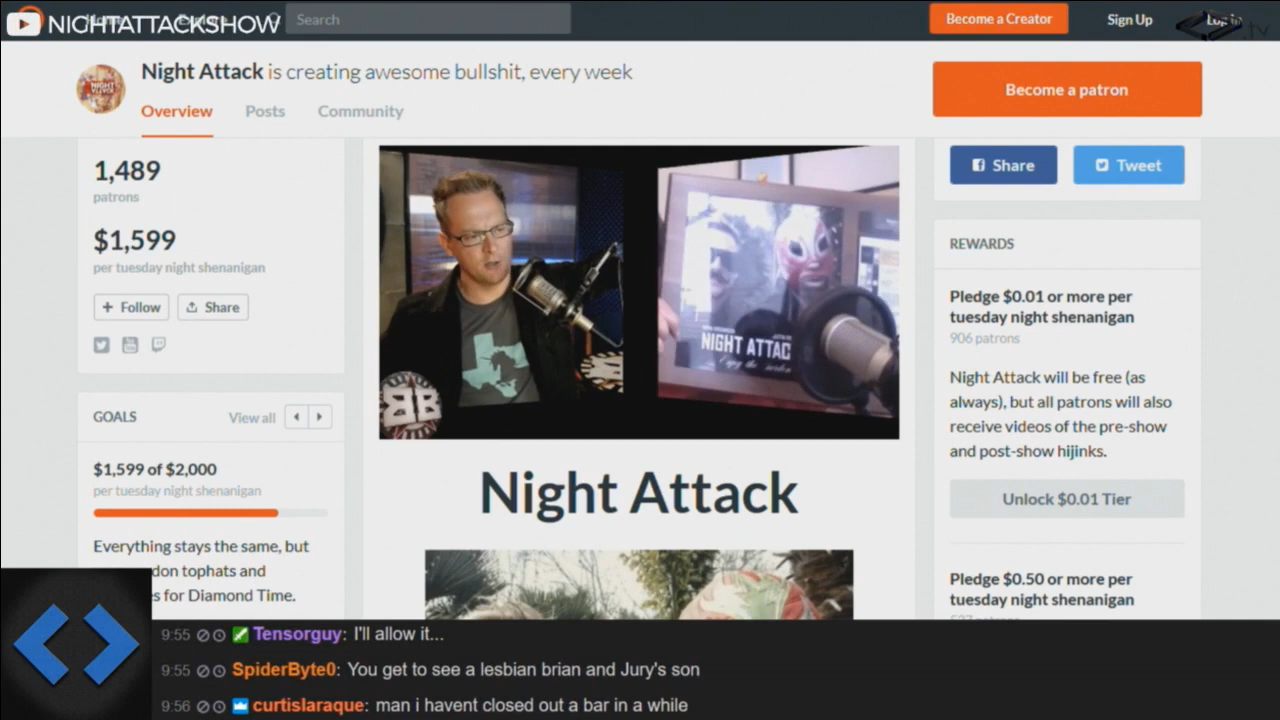 NIGHTATTACKSHOW
Search
Become a Creator
Sign Up
Log in
.tv
Night Attack is creating awesome bullshit, every week
Overview
Posts
Community
Become a patron
1,489
patrons
$1,599
per tuesday night shenanigan
+ Follow
Share
GOALS
View all
$1,599 of $2,000
per tuesday night shenanigan
Everything stays the same, but
don tophats and
s for Diamond Time.
NIGHT ATTAC
BB
Night Attack
Share
Tweet
REWARDS
Pledge $0.01 or more per
tuesday night shenanigan
906 patrons
Night Attack will be free (as
always), but all patrons will also
receive videos of the pre-show
and post-show hijinks.
Unlock $0.01 Tier
Pledge $0.50 or more per
tuesday night shenanigan
9:55 Tensorguy: I'll allow it...
9:55 SpiderByte0: You get to see a lesbian brian and Jury's son
9:56 curtislaraque: man i havent closed out a bar in a while